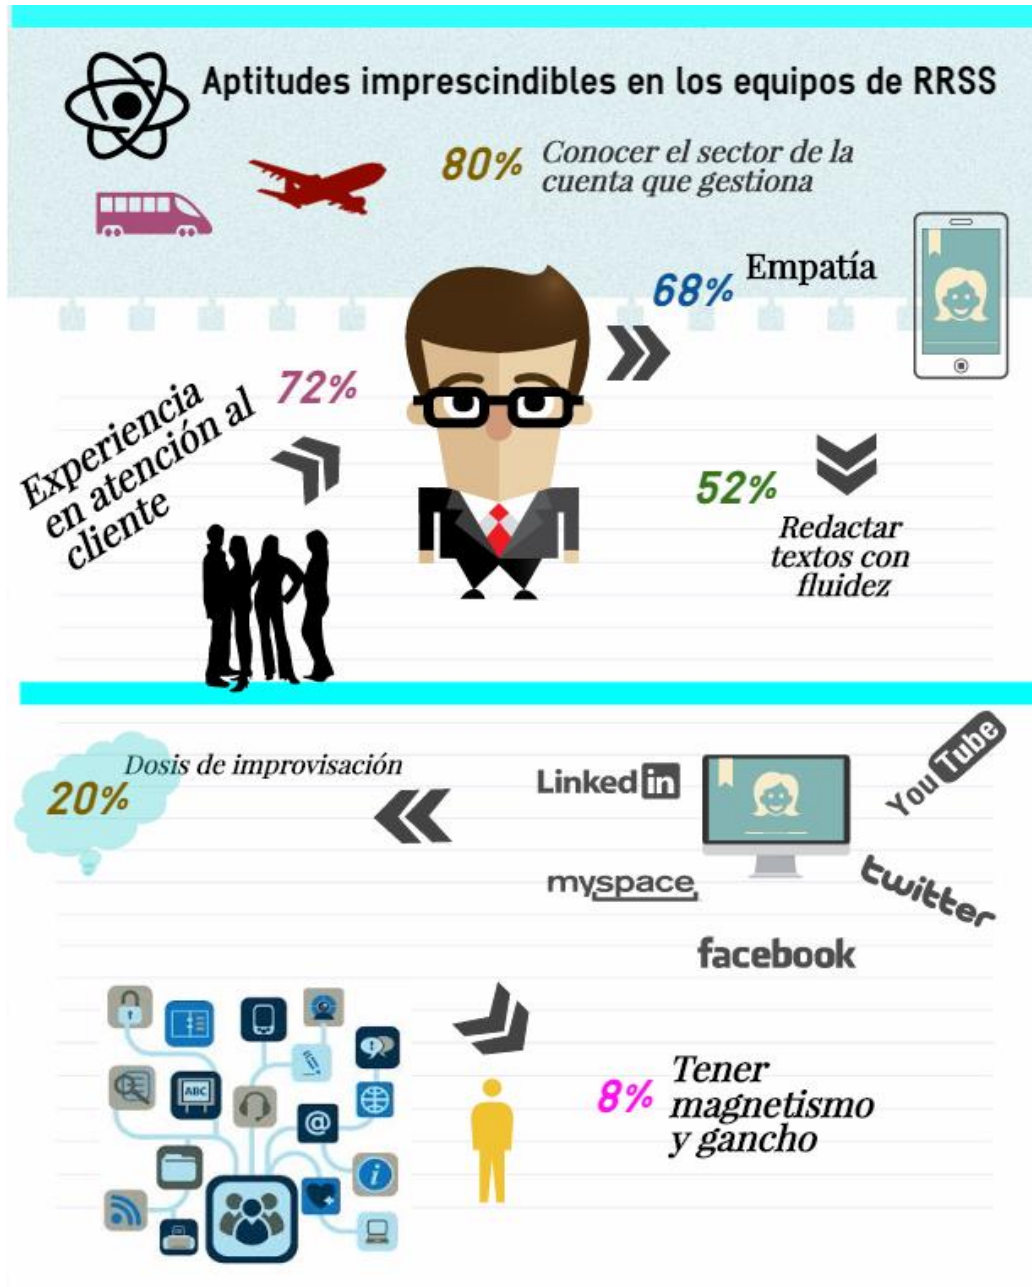 Aptitudes imprescindibles en los equipos de RRSS
80% Conocer el sector de la
cuenta que gestiona
68% Empatía
72%
Experiencia
en atención al
cliente
52%
Redactar
textos con
fluidez
Dosis de improvisación
20%
Linked in
YouTube
myspace
twitter
facebook
ABC
@
i
8% Tener
magnetismo
y gancho